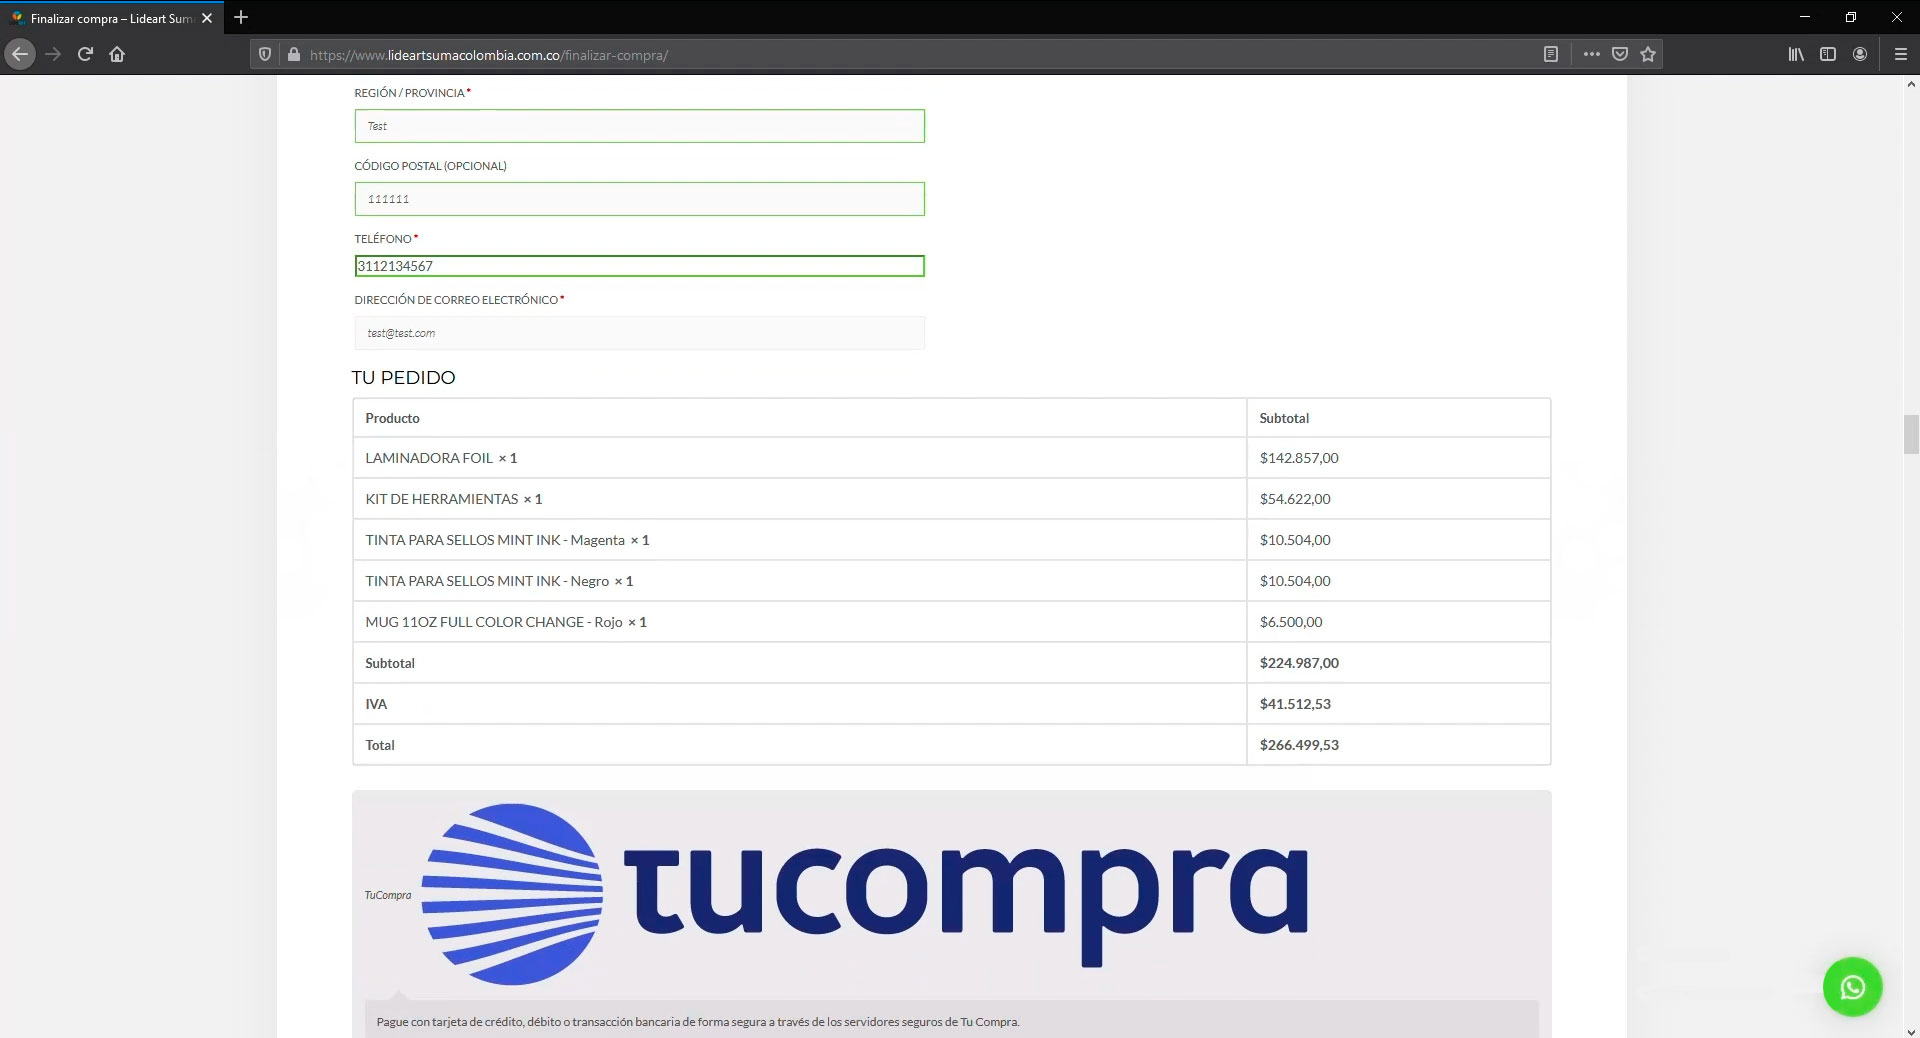 Finalizar compra – Lideart Sum
https://www.lideartsumacolombia.com.co/finalizar-compra/
REGIÓN / PROVINCIA *
Test
CÓDIGO POSTAL (OPCIONAL)
111111
TELÉFONO *
3112134567
DIRECCIÓN DE CORREO ELECTRÓNICO *
test@test.com
TU PEDIDO
Producto Subtotal
LAMINADORA FOIL × 1 $142.857,00
KIT DE HERRAMIENTAS × 1 $54.622,00
TINTA PARA SELLOS MINT INK - Magenta × 1 $10.504,00
TINTA PARA SELLOS MINT INK - Negro × 1 $10.504,00
MUG 11OZ FULL COLOR CHANGE - Rojo × 1 $6.500,00
Subtotal $224.987,00
IVA $41.512,53
Total $266.499,53
TuCompra tucompra
Pague con tarjeta de crédito, débito o transacción bancaria de forma segura a través de los servidores seguros de Tu Compra.